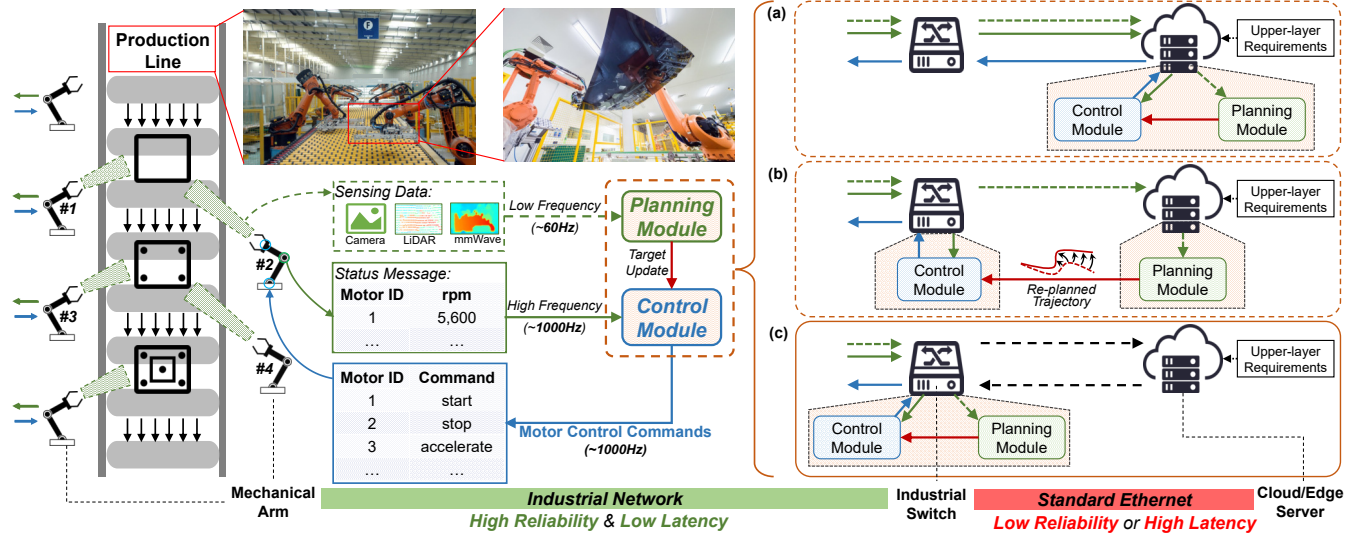 Production
Line
F
#1
#2
#3
#4
Sensing Data:
Camera
LiDAR
mmWave
Low Frequency
(~60Hz)
Planning
Module
Target
Update
Control
Module
Status Message:
Motor ID rpm
1 5,600
... ...
High Frequency
(~1000Hz)
Motor ID Command
1 start
2 stop
3 accelerate
... ...
Motor Control Commands
(~1000Hz)
(a)
Upper-layer
Requirements
Control
Module
Planning
Module
(b)
Upper-layer
Requirements
Control
Module
Re-planned
Trajectory
Planning
Module
(c)
Upper-layer
Requirements
Control
Module
Planning
Module
Mechanical
Arm
Industrial Network
High Reliability & Low Latency
Industrial
Switch
Standard Ethernet
Low Reliability or High Latency
Cloud/Edge
Server